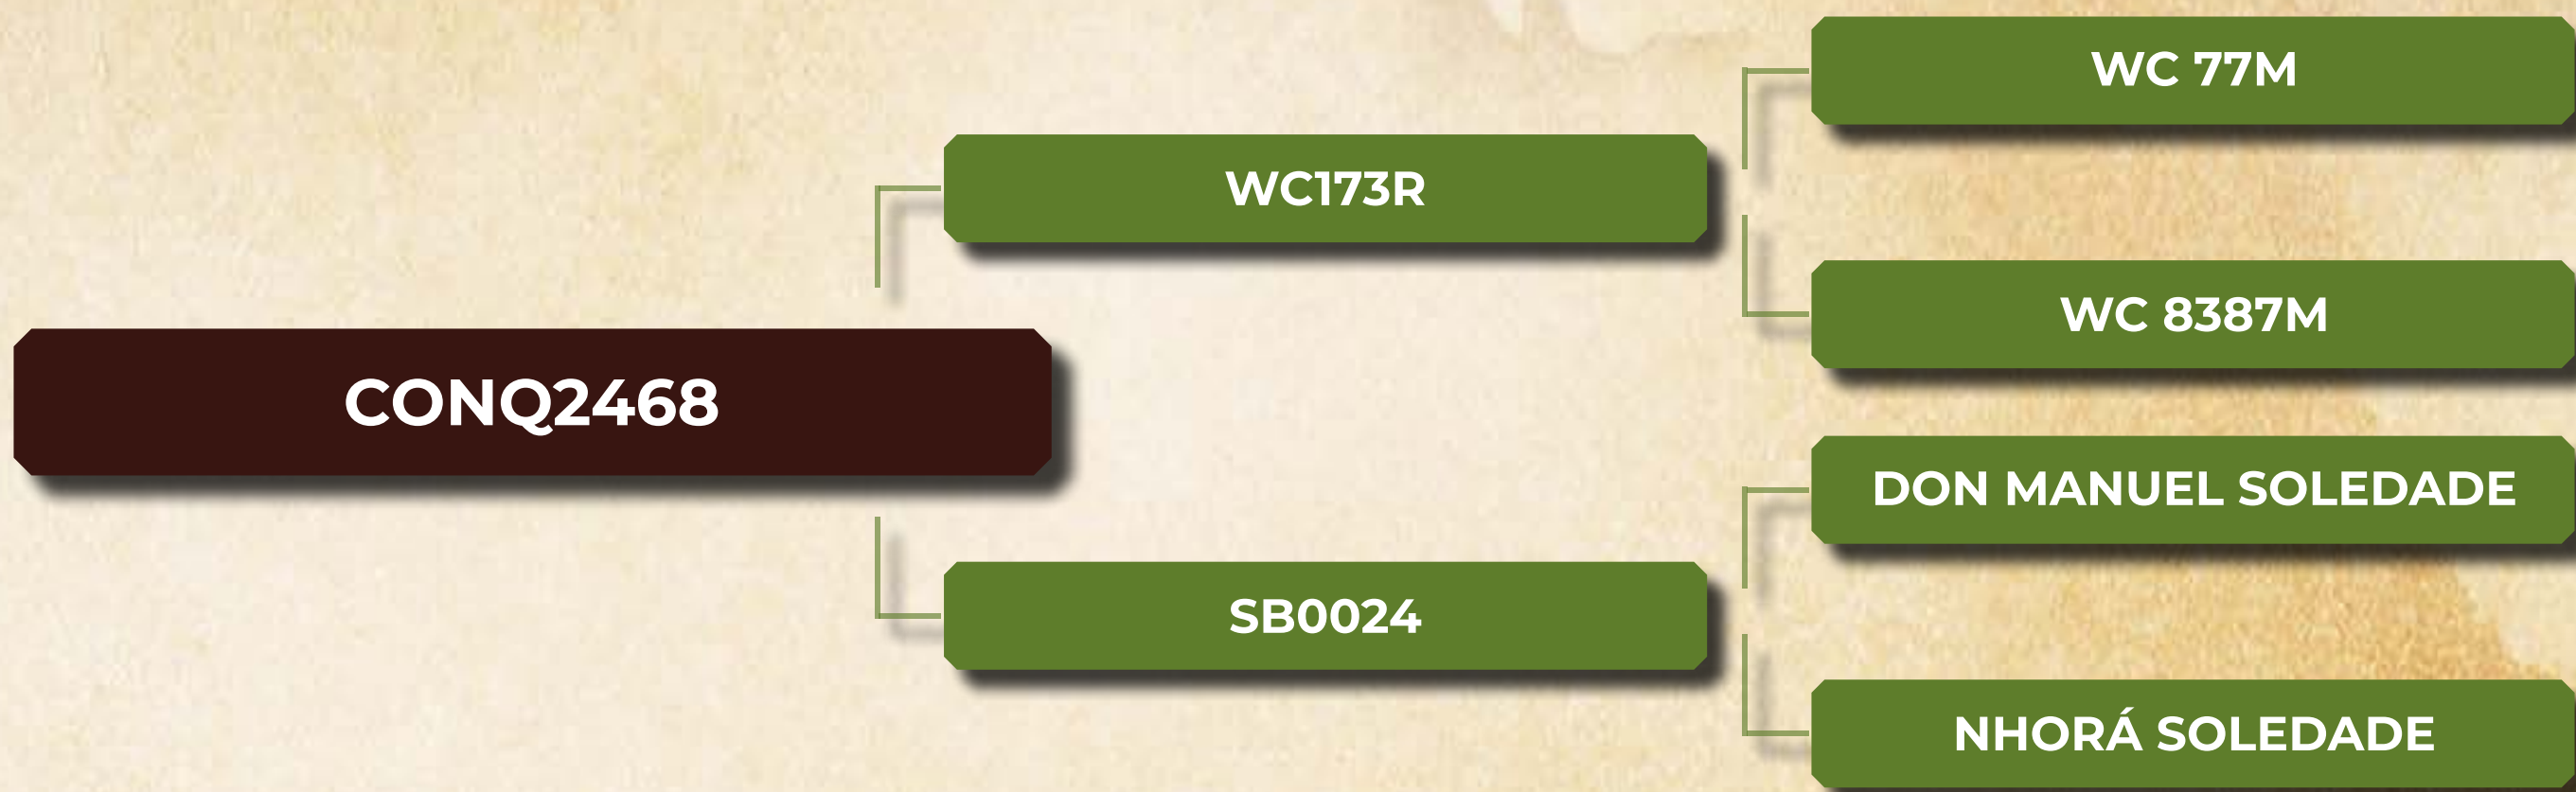 WC 77M
WC173R
WC 8387M
CONQ2468
DON MANUEL SOLEDADE
SB0024
NHORÁ SOLEDADE